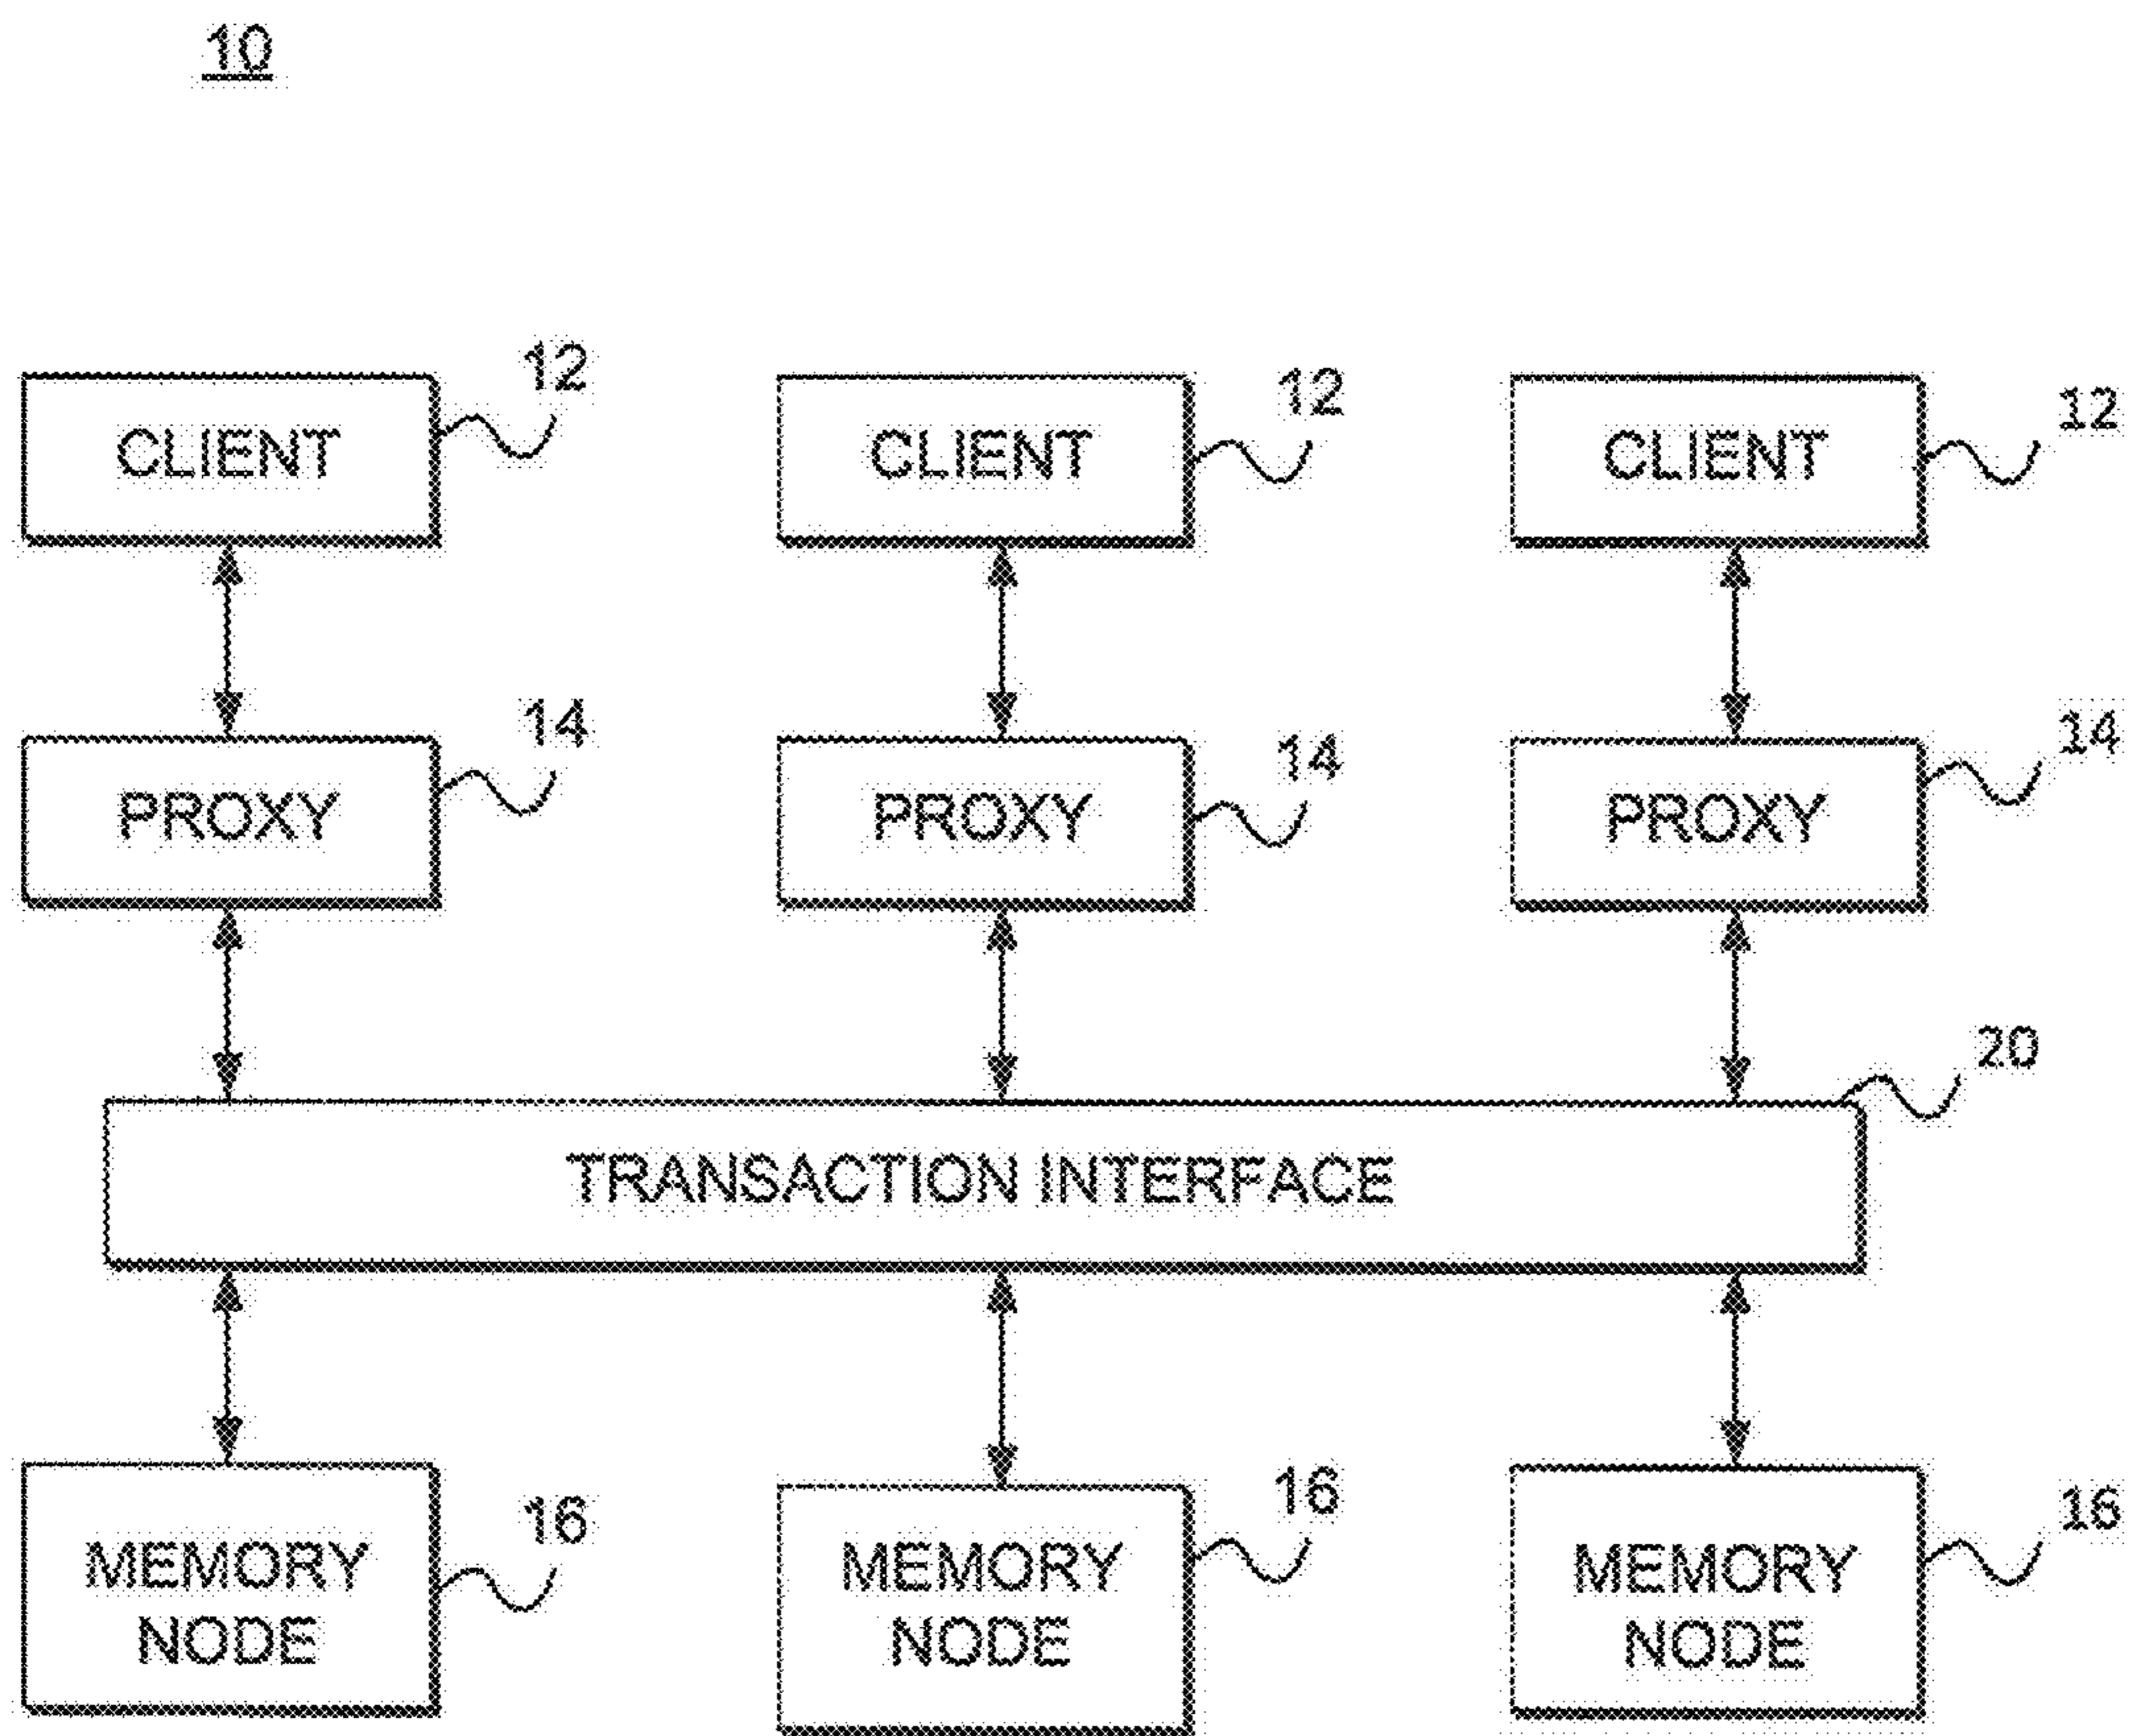 10
12
12
12
CLIENT
CLIENT
CLIENT
14
14
14
PROXY
PROXY
PROXY
20
TRANSACTION INTERFACE
16
16
16
MEMORY
NODE
MEMORY
NODE
MEMORY
NODE